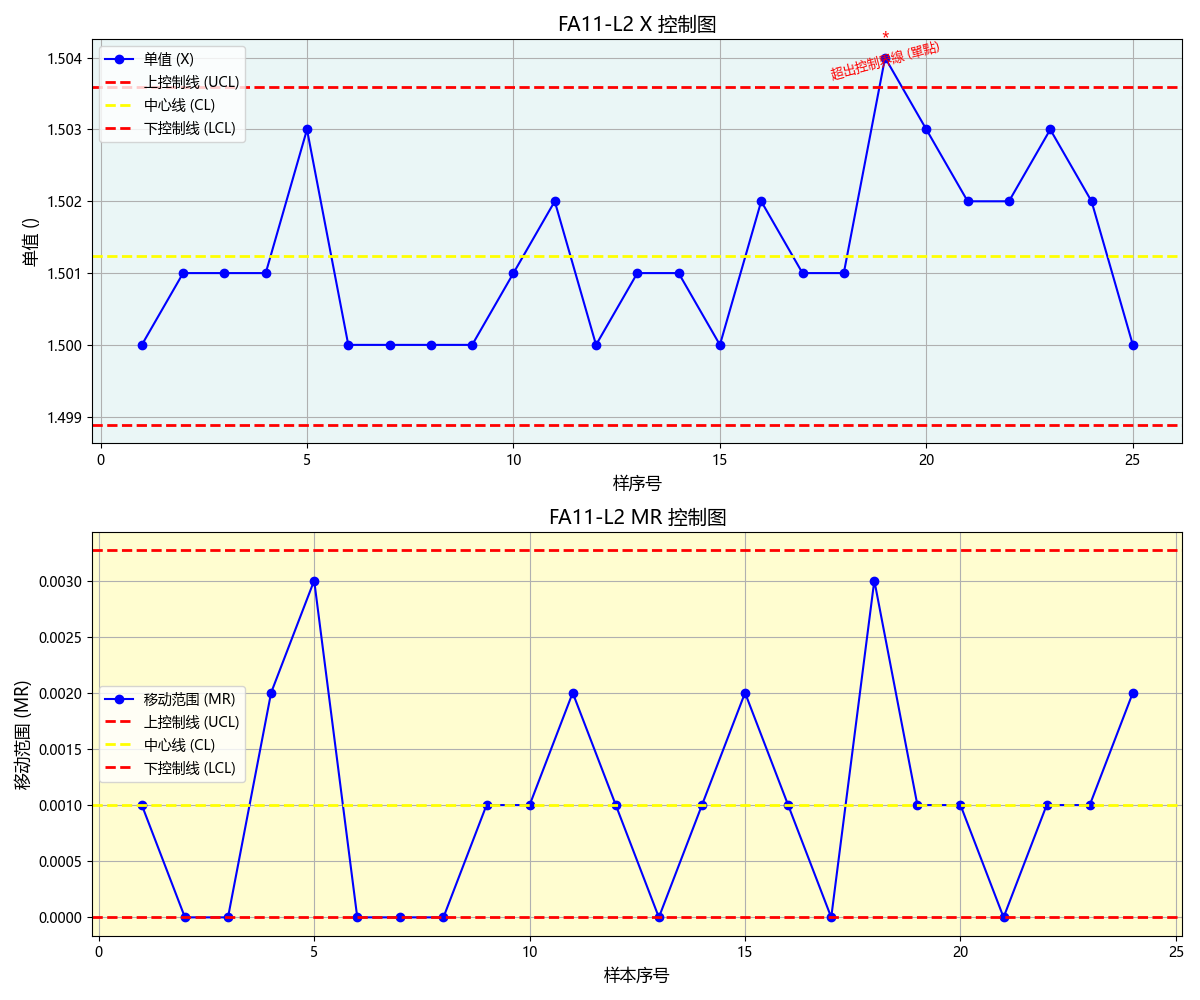 FA11-L2 X 控制图
*
超出控制界線 (單點)
单值 (X)
上控制线 (UCL)
中心线 (CL)
下控制线 (LCL)
单值 ()
1.504
1.503
1.502
1.501
1.500
1.499
0 5 10 15 20 25
样序号
FA11-L2 MR 控制图
移动范围 (MR)
上控制线 (UCL)
中心线 (CL)
下控制线 (LCL)
移动范围 (MR)
0.0030
0.0025
0.0020
0.0015
0.0010
0.0005
0.0000
0 5 10 15 20 25
样本序号